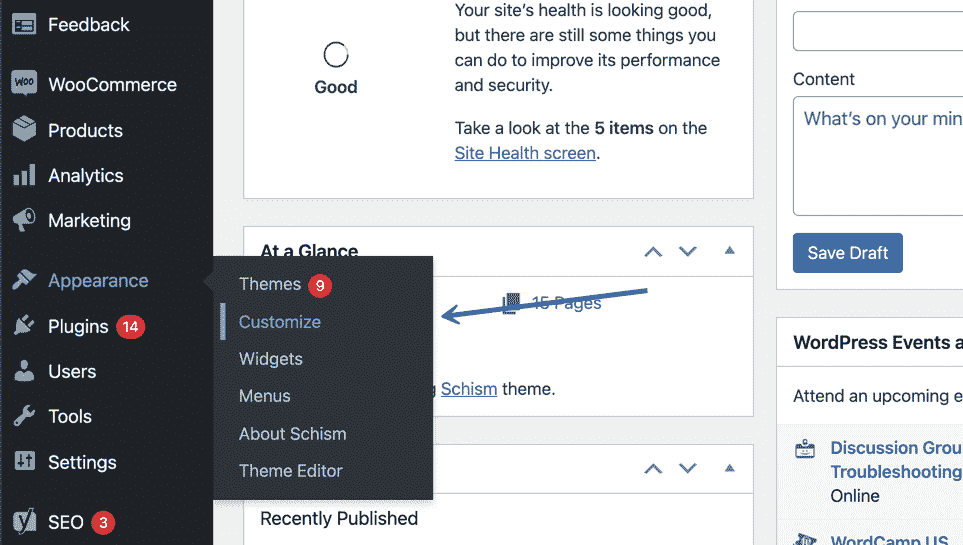 Feedback
WooCommerce
Products
Analytics
Marketing
Appearance
Plugins 14
Users
Tools
Settings
SEO 3
Themes 9
Customize
Widgets
Menus
About Schism
Theme Editor
Good
Your site's health is looking good,
but there are still some things you
can do to improve its performance
and security.
Take a look at the 5 items on the
Site Health screen.
At a Glance
15 Pages
Schism theme.
Recently Published
Content
What's on your min
Save Draft
WordPress Events a
Attend an upcoming e
Discussion Grou
Troubleshooting
Online
WordCamp US